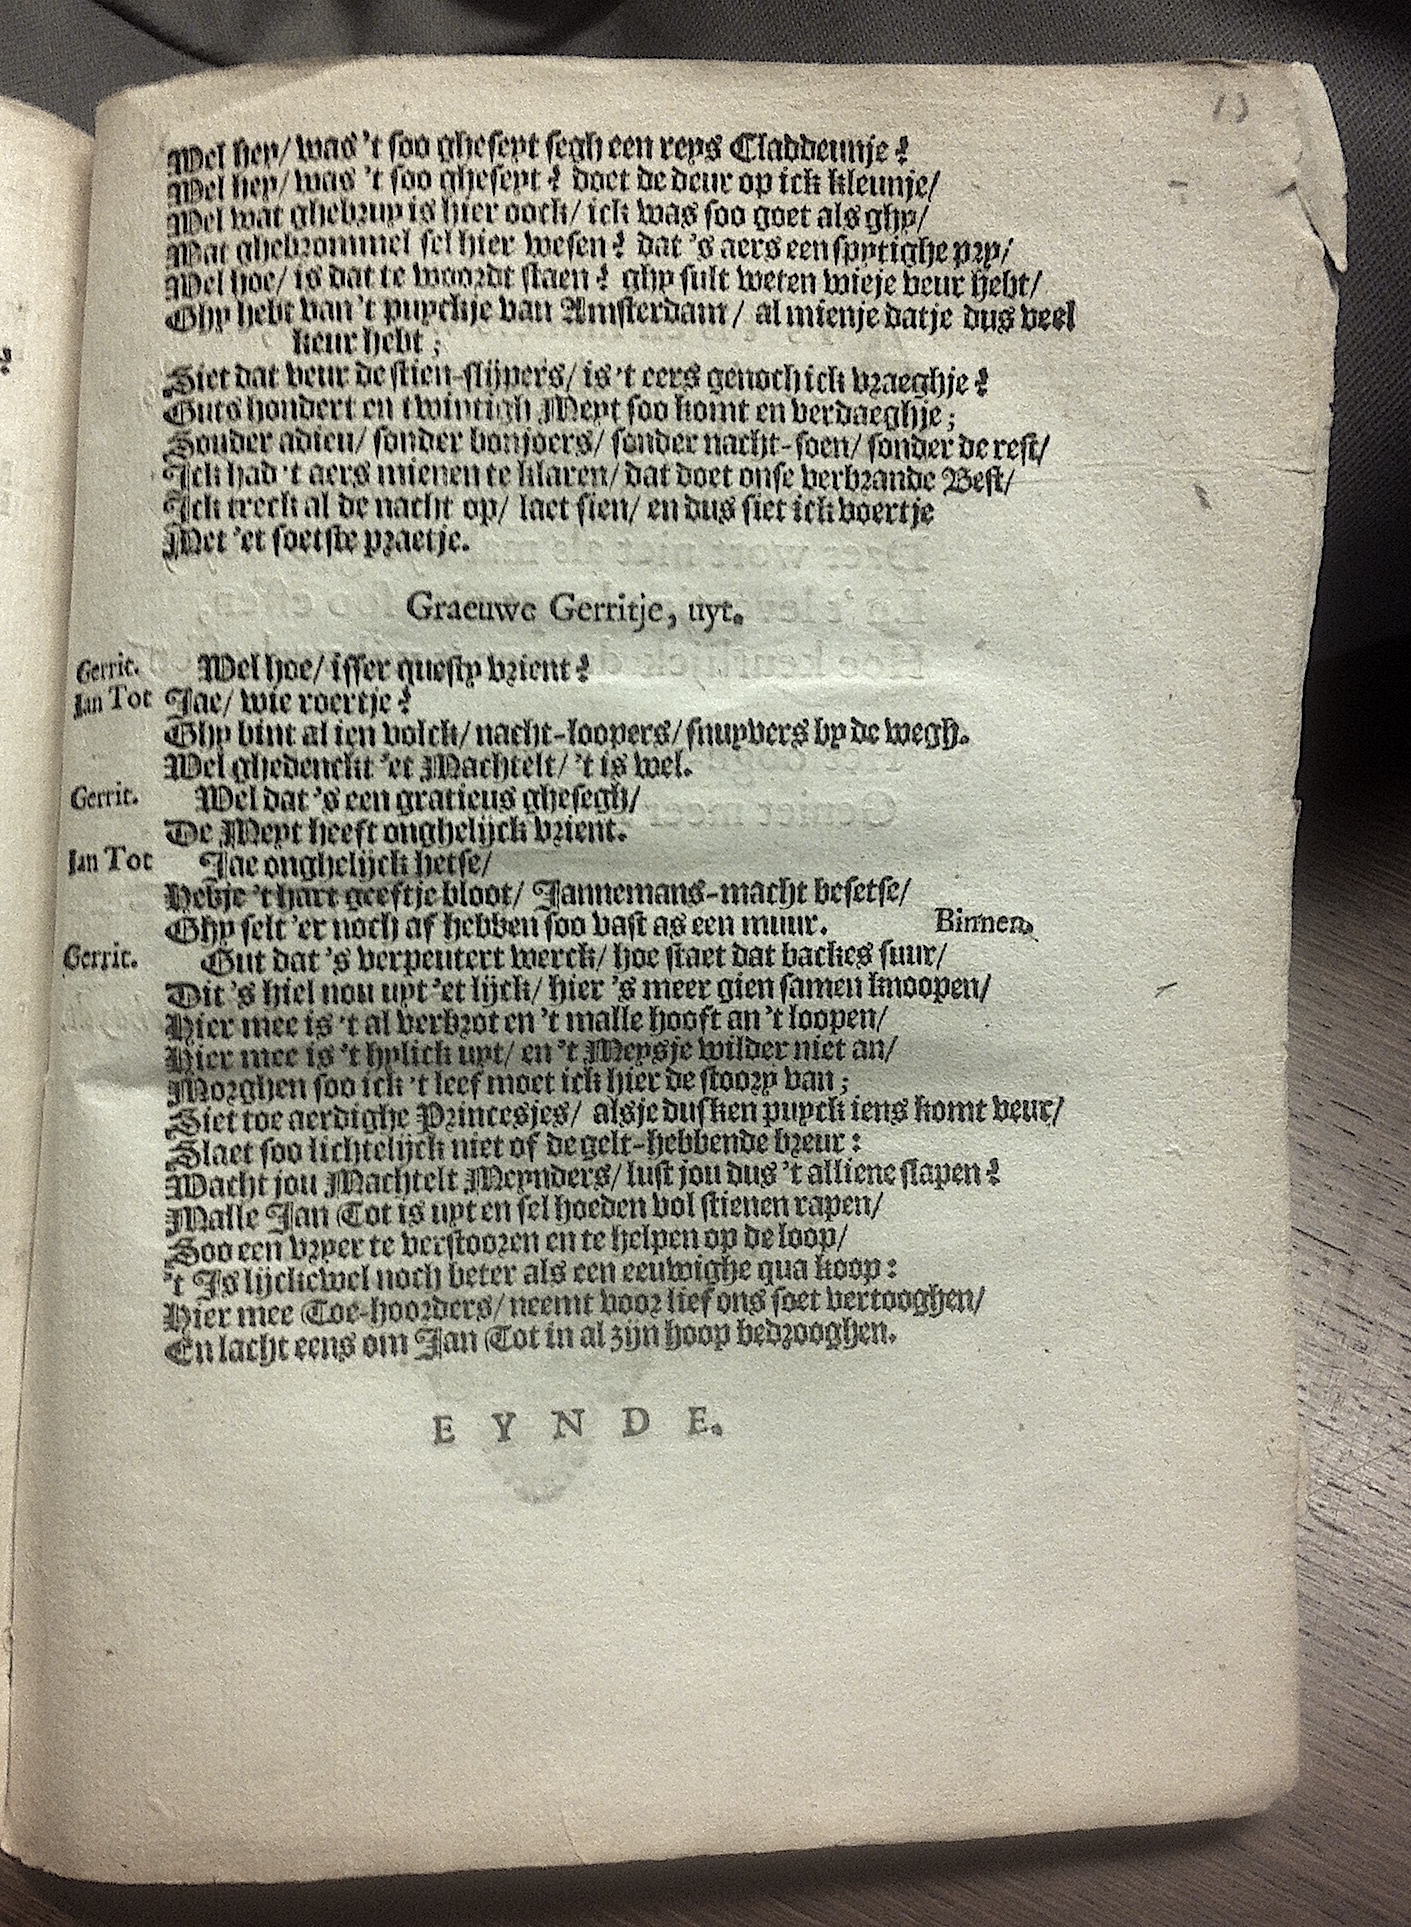 13
Wel hey/ was 't soo gheseyt segh een reys Claddeunje?
Wel hey/ was 't soo gheseyt? doet de deur op ick kleunje/
Wel wat ghebruy is hier oock/ ick was soo goet als ghy/
Wat ghebrommel sel hier wesen? dat 's aers een spytighe pry/
Wel hoe/ is dat te woordt staen? ghy sult weten wieje veur hebt/
Ghy hebt van 't puyckje van Amsterdam/ al mienje datje dus veel
keur hebt;
Siet dat veur de stien-slijpers/ is 't eers genoch ick vraeghje?
Guts hondert en twintigh Meyt soo komt en verdaeghje;
Sonder adieu/ sonder bonjoers/ sonder nacht-soen/ sonder de rest/
Ick had 't aers mienen te klaren/ dat doet onse verbrande Best/
Ick treck al de nacht op/ laet sien/ en dus siet ick voertje
Met 'et soetste praetje.
Graeuwe Gerritje, uyt.
Gerrit. Wel hoe/ isser questy vrient?
Jan Tot Jae/ wie roertje?
Ghy bint al ien volck/ nacht-loopers/ snuyvers by de wegh.
Wel ghedenckt 'et Machtelt/ 't is wel.
Gerrit. Wel dat 's een gratieus ghesegh/
De Meyt heeft onghelijck vrient.
Jan Tot Jae onghelijck hetse/
Hebje 't hart geeftje bloot/ Jannemans-macht besetse/
Ghy selt 'er noch af hebben soo vast as een muur. Binnen.
Gerrit. Gut dat 's verpeutert werck/ hoe staet dat backes suur/
Dit 's hiel nou uyt 'et lijck/ hier 's meer gien samen knoopen/
Hier mee is 't al verbrot en 't malle hooft an 't loopen/
Hier mee is 't hylick uyt/ en 't Meysje wilder niet an/
Morghen soo ick 't leef moet ick hier de stoory van;
Siet toe aerdighe Princesjes/ alsje dusken puyck iens komt veur/
Slaet soo lichtelijck niet of de gelt-hebbende breur:
Wacht jou Machtelt Meynders/ lust jou dus 't alliene slapen?
Malle Jan Tot is uyt en sel hoeden vol stienen rapen/
Soo een vryer te verstooren en te helpen op de loop/
't Is lijckewel noch beter als een eeuwighe qua koop:
Hier mee Toe-hoorders/ neemt voor lief ons soet vertooghen/
En lacht eens om Jan Tot in al zijn hoop bedrooghen.
EYNDE.